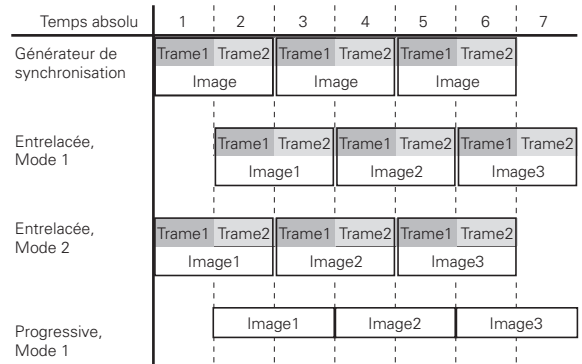 Temps absolu 1 2 3 4 5 6 7
Générateur de
synchronisation
Trame1 Trame2 Trame1 Trame2 Trame1 Trame2
Image Image Image
Entrelacée,
Mode 1
Trame1 Trame2 Trame1 Trame2 Trame1 Trame2
Image1 Image2 Image3
Entrelacée,
Mode 2
Trame1 Trame2 Trame1 Trame2 Trame1 Trame2
Image1 Image2 Image3
Progressive,
Mode 1
Image1 Image2 Image3